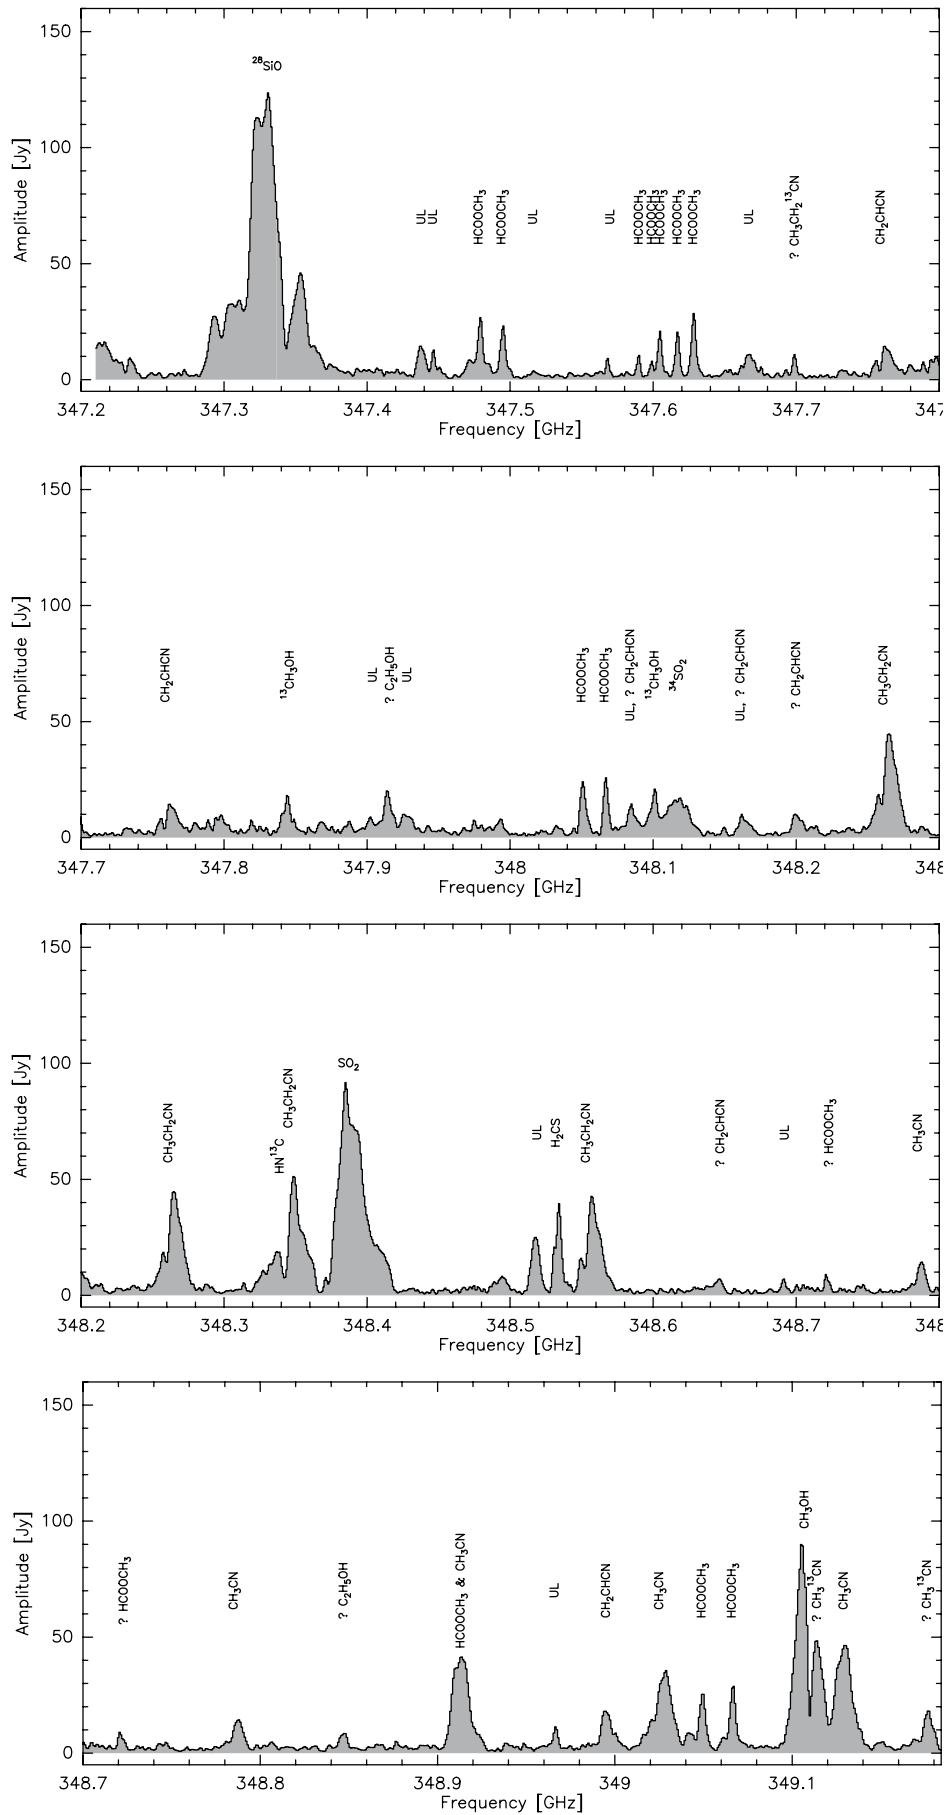 150
100
50
0
Amplitude [Jy]
²⁸SiO
UL
UL
HCOOCH₃
HCOOCH₃
UL
UL
HCOOCH₃
HCOOCH₃
HCOOCH₃
HCOOCH₃
HCOOCH₃
UL
? CH₃CH₂¹³CN
CH₂CHCN
347.2 347.3 347.4 347.5 347.6 347.7 347
Frequency [GHz]
150
100
50
0
Amplitude [Jy]
CH₂CHCN
¹³CH₃OH
UL
? C₂H₅OH
UL
HCOOCH₃
HCOOCH₃
UL, ? CH₂CHCN
¹³CH₃OH
³⁴SO₂
UL, ? CH₂CHCN
? CH₂CHCN
CH₃CH₂CN
347.7 347.8 347.9 348 348.1 348.2 348
Frequency [GHz]
150
100
50
0
Amplitude [Jy]
CH₃CH₂CN
HN¹³C
CH₃CH₂CN
SO₂
UL
H₂CS
CH₃CH₂CN
? CH₂CHCN
UL
? HCOOCH₃
CH₃CN
348.2 348.3 348.4 348.5 348.6 348.7 348
Frequency [GHz]
150
100
50
0
Amplitude [Jy]
? HCOOCH₃
CH₃CN
? C₂H₅OH
HCOOCH₃ & CH₃CN
UL
CH₂CHCN
CH₃CN
HCOOCH₃
HCOOCH₃
CH₃OH
? CH₃¹³CN
CH₃CN
? CH₃¹³CN
348.7 348.8 348.9 349 349.1
Frequency [GHz]